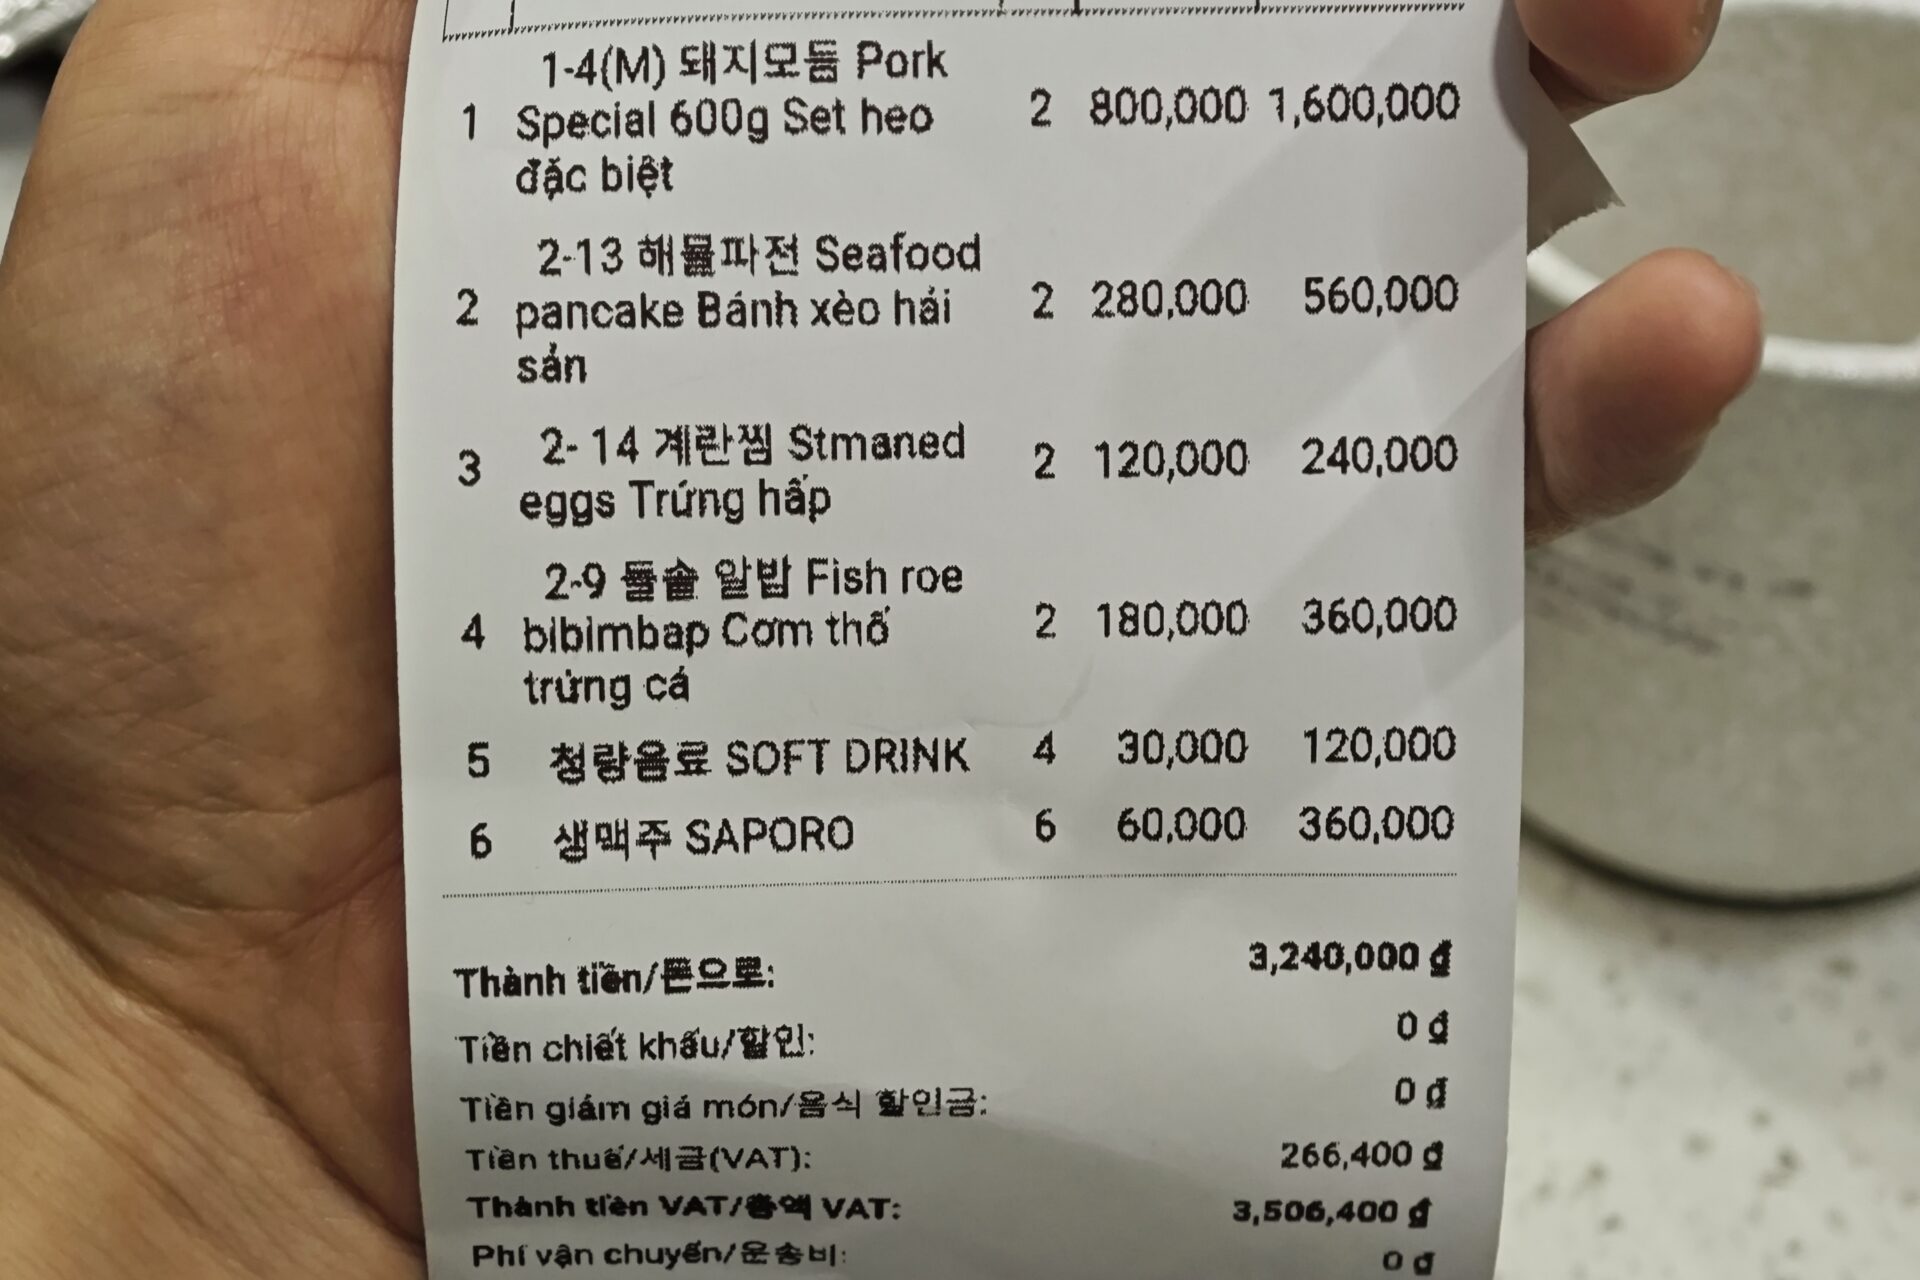 1-4(M) 돼지모듬 Pork
1 Special 600g Set heo 2 800,000 1,600,000
đặc biệt
2-13 해물파전 Seafood
2 pancake Bánh xèo hải 2 280,000 560,000
sản
2- 14 계란찜 Stmaned
3 eggs Trứng hấp 2 120,000 240,000
2-9 돌솥 알밥 Fish roe
4 bibimbap Cơm thố 2 180,000 360,000
trứng cá
5 청량음료 SOFT DRINK 4 30,000 120,000
6 생맥주 SAPORO 6 60,000 360,000
Thành tiền/톤으로: 3,240,000 ₫
Tiền chiết khấu/할인: 0 ₫
Tiền giảm giá món/음식 할인금: 0 ₫
Tiền thuế/세금(VAT): 266,400 ₫
Thành tiền VAT/총액 VAT: 3,506,400 ₫
Phí vận chuyển/운송비: 0 ₫